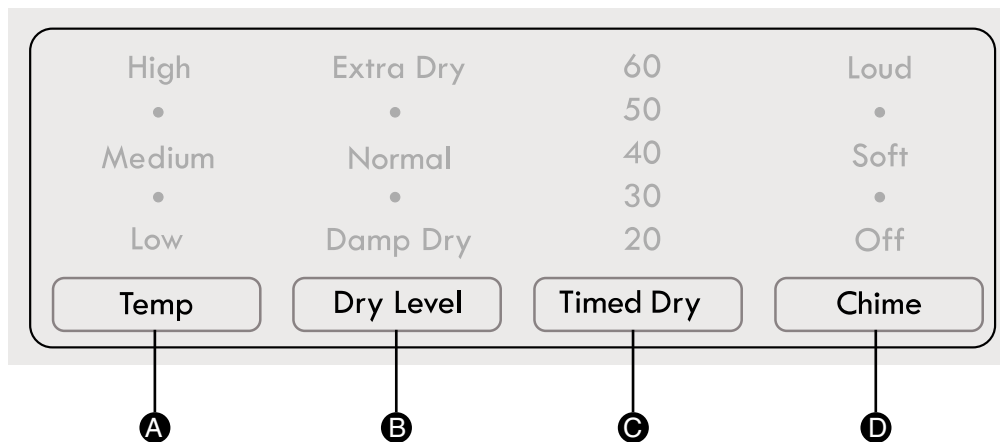 High Extra Dry 60 Loud
• • 50 •
Medium Normal 40 Soft
• • 30 •
Low Damp Dry 20 Off
Temp Dry Level Timed Dry Chime
A B C D